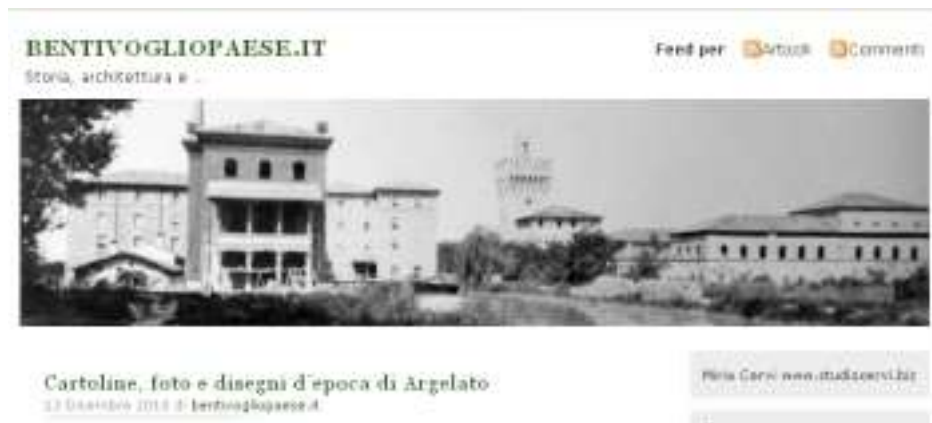 BENTIVOGLIOPAESE.IT
Storia, architettura e ..
Feed per Articoli Commenti
Cartoline, foto e disegni d'epoca di Argelato
di bentivogliopaese.it
Cervi www.studiocervi.biz